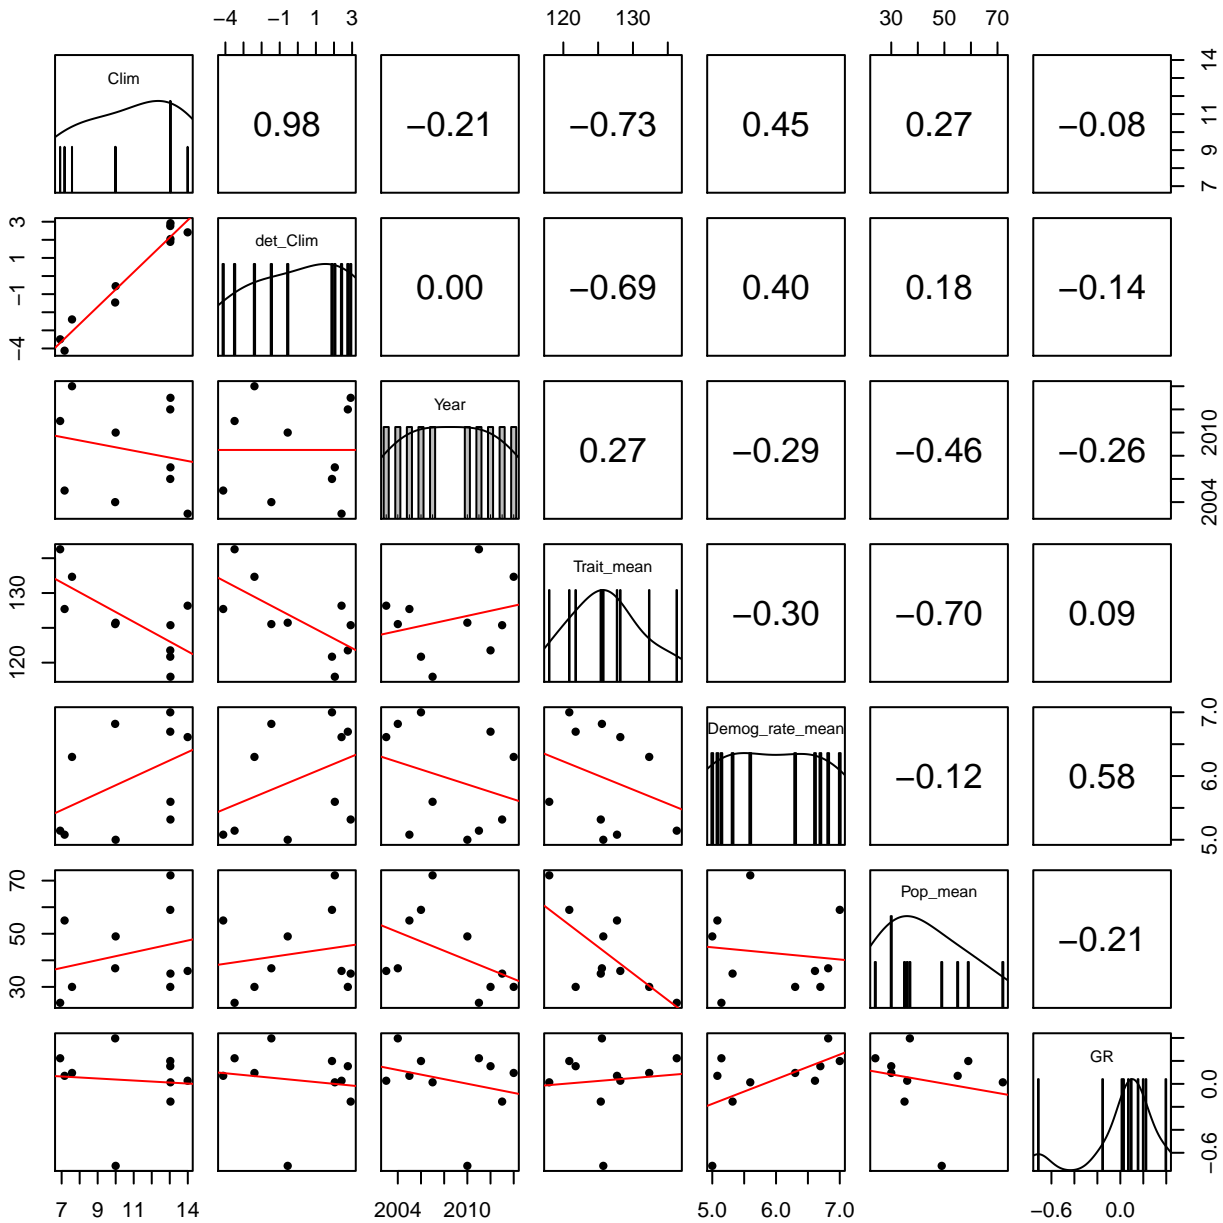 −4 −1 1 3 120 130 30 50 70
Clim 0.98 −0.21 −0.73 0.45 0.27 −0.08 7 9 11 14
−4 −1 1 3 det_Clim 0.00 −0.69 0.40 0.18 −0.14
Year 0.27 −0.29 −0.46 −0.26 2004 2010
120 130 Trait_mean −0.30 −0.70 0.09
Demog_rate_mean −0.12 0.58 5.0 6.0 7.0
30 50 70 Pop_mean −0.21
GR −0.6 0.0
7 9 11 14 2004 2010 5.0 6.0 7.0 −0.6 0.0